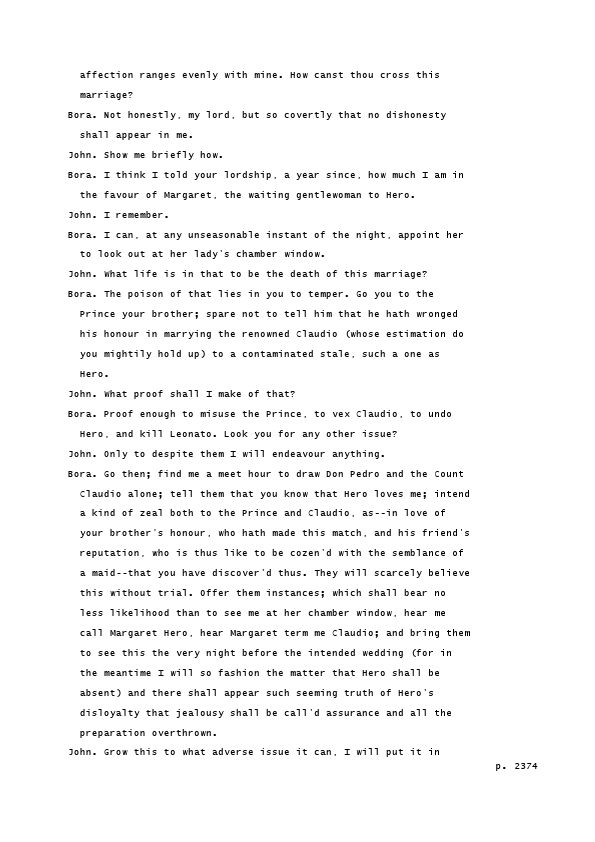 affection ranges evenly with mine. How canst thou cross this
marriage?
Bora. Not honestly, my lord, but so covertly that no dishonesty
shall appear in me.
John. Show me briefly how.
Bora. I think I told your lordship, a year since, how much I am in
the favour of Margaret, the waiting gentlewoman to Hero.
John. I remember.
Bora. I can, at any unseasonable instant of the night, appoint her
to look out at her lady's chamber window.
John. What life is in that to be the death of this marriage?
Bora. The poison of that lies in you to temper. Go you to the
Prince your brother; spare not to tell him that he hath wronged
his honour in marrying the renowned Claudio (whose estimation do
you mightily hold up) to a contaminated stale, such a one as
Hero.
John. What proof shall I make of that?
Bora. Proof enough to misuse the Prince, to vex Claudio, to undo
Hero, and kill Leonato. Look you for any other issue?
John. Only to despite them I will endeavour anything.
Bora. Go then; find me a meet hour to draw Don Pedro and the Count
Claudio alone; tell them that you know that Hero loves me; intend
a kind of zeal both to the Prince and Claudio, as--in love of
your brother's honour, who hath made this match, and his friend's
reputation, who is thus like to be cozen'd with the semblance of
a maid--that you have discover'd thus. They will scarcely believe
this without trial. Offer them instances; which shall bear no
less likelihood than to see me at her chamber window, hear me
call Margaret Hero, hear Margaret term me Claudio; and bring them
to see this the very night before the intended wedding (for in
the meantime I will so fashion the matter that Hero shall be
absent) and there shall appear such seeming truth of Hero's
disloyalty that jealousy shall be call'd assurance and all the
preparation overthrown.
John. Grow this to what adverse issue it can, I will put it in
p. 2374